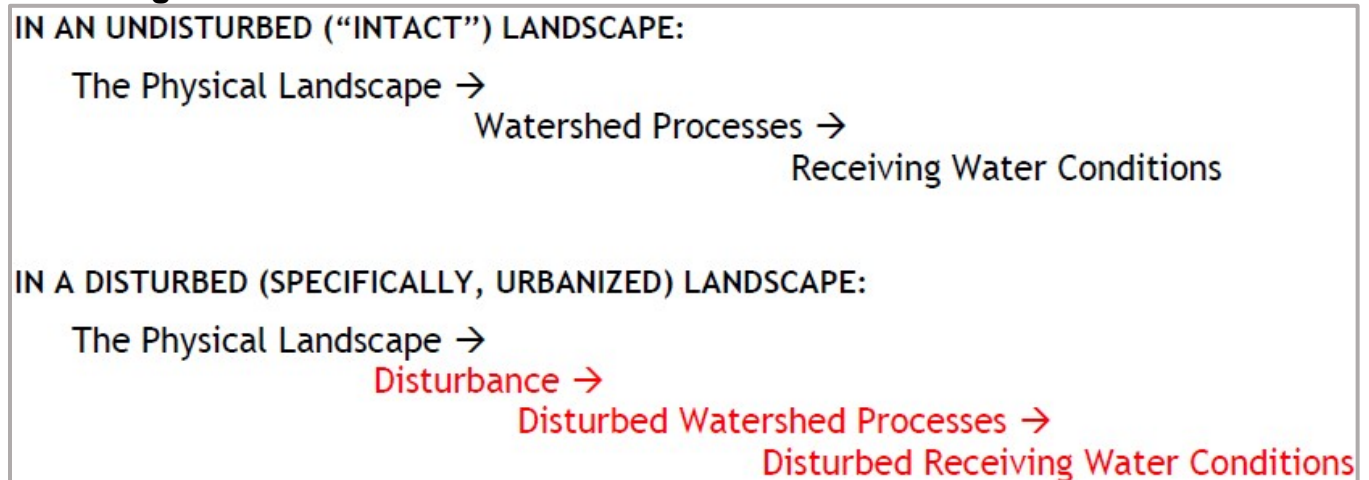 IN AN UNDISTURBED (“INTACT”) LANDSCAPE:
The Physical Landscape →
Watershed Processes →
Receiving Water Conditions
IN A DISTURBED (SPECIFICALLY, URBANIZED) LANDSCAPE:
The Physical Landscape →
Disturbance →
Disturbed Watershed Processes →
Disturbed Receiving Water Conditions